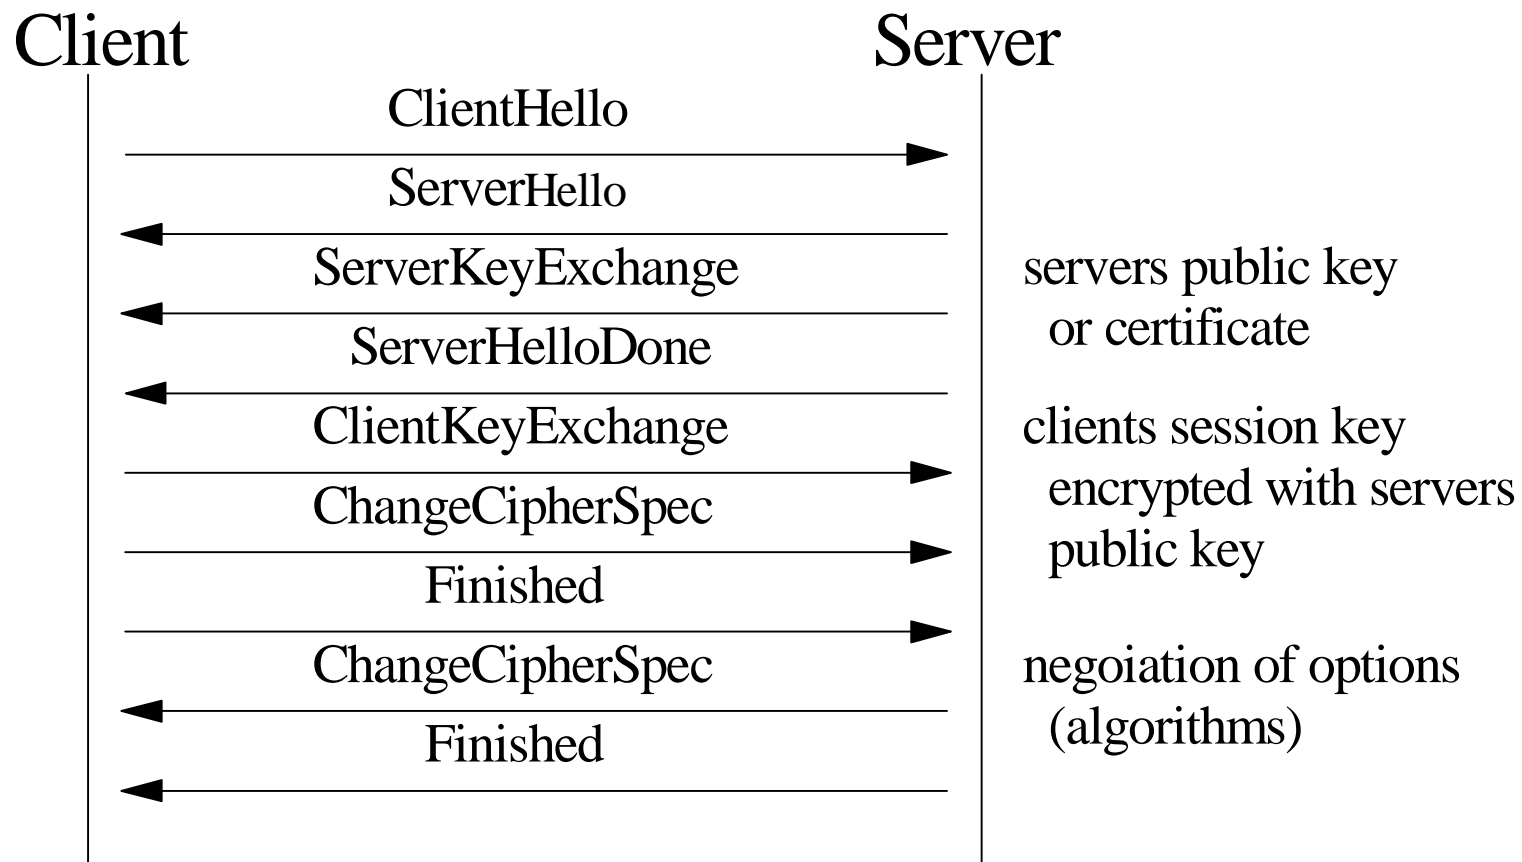 Client Server
ClientHello
ServerHello
ServerKeyExchange servers public key
or certificate
ServerHelloDone
ClientKeyExchange clients session key
encrypted with servers
ChangeCipherSpec
public key
Finished
ChangeCipherSpec negoiation of options
(algorithms)
Finished